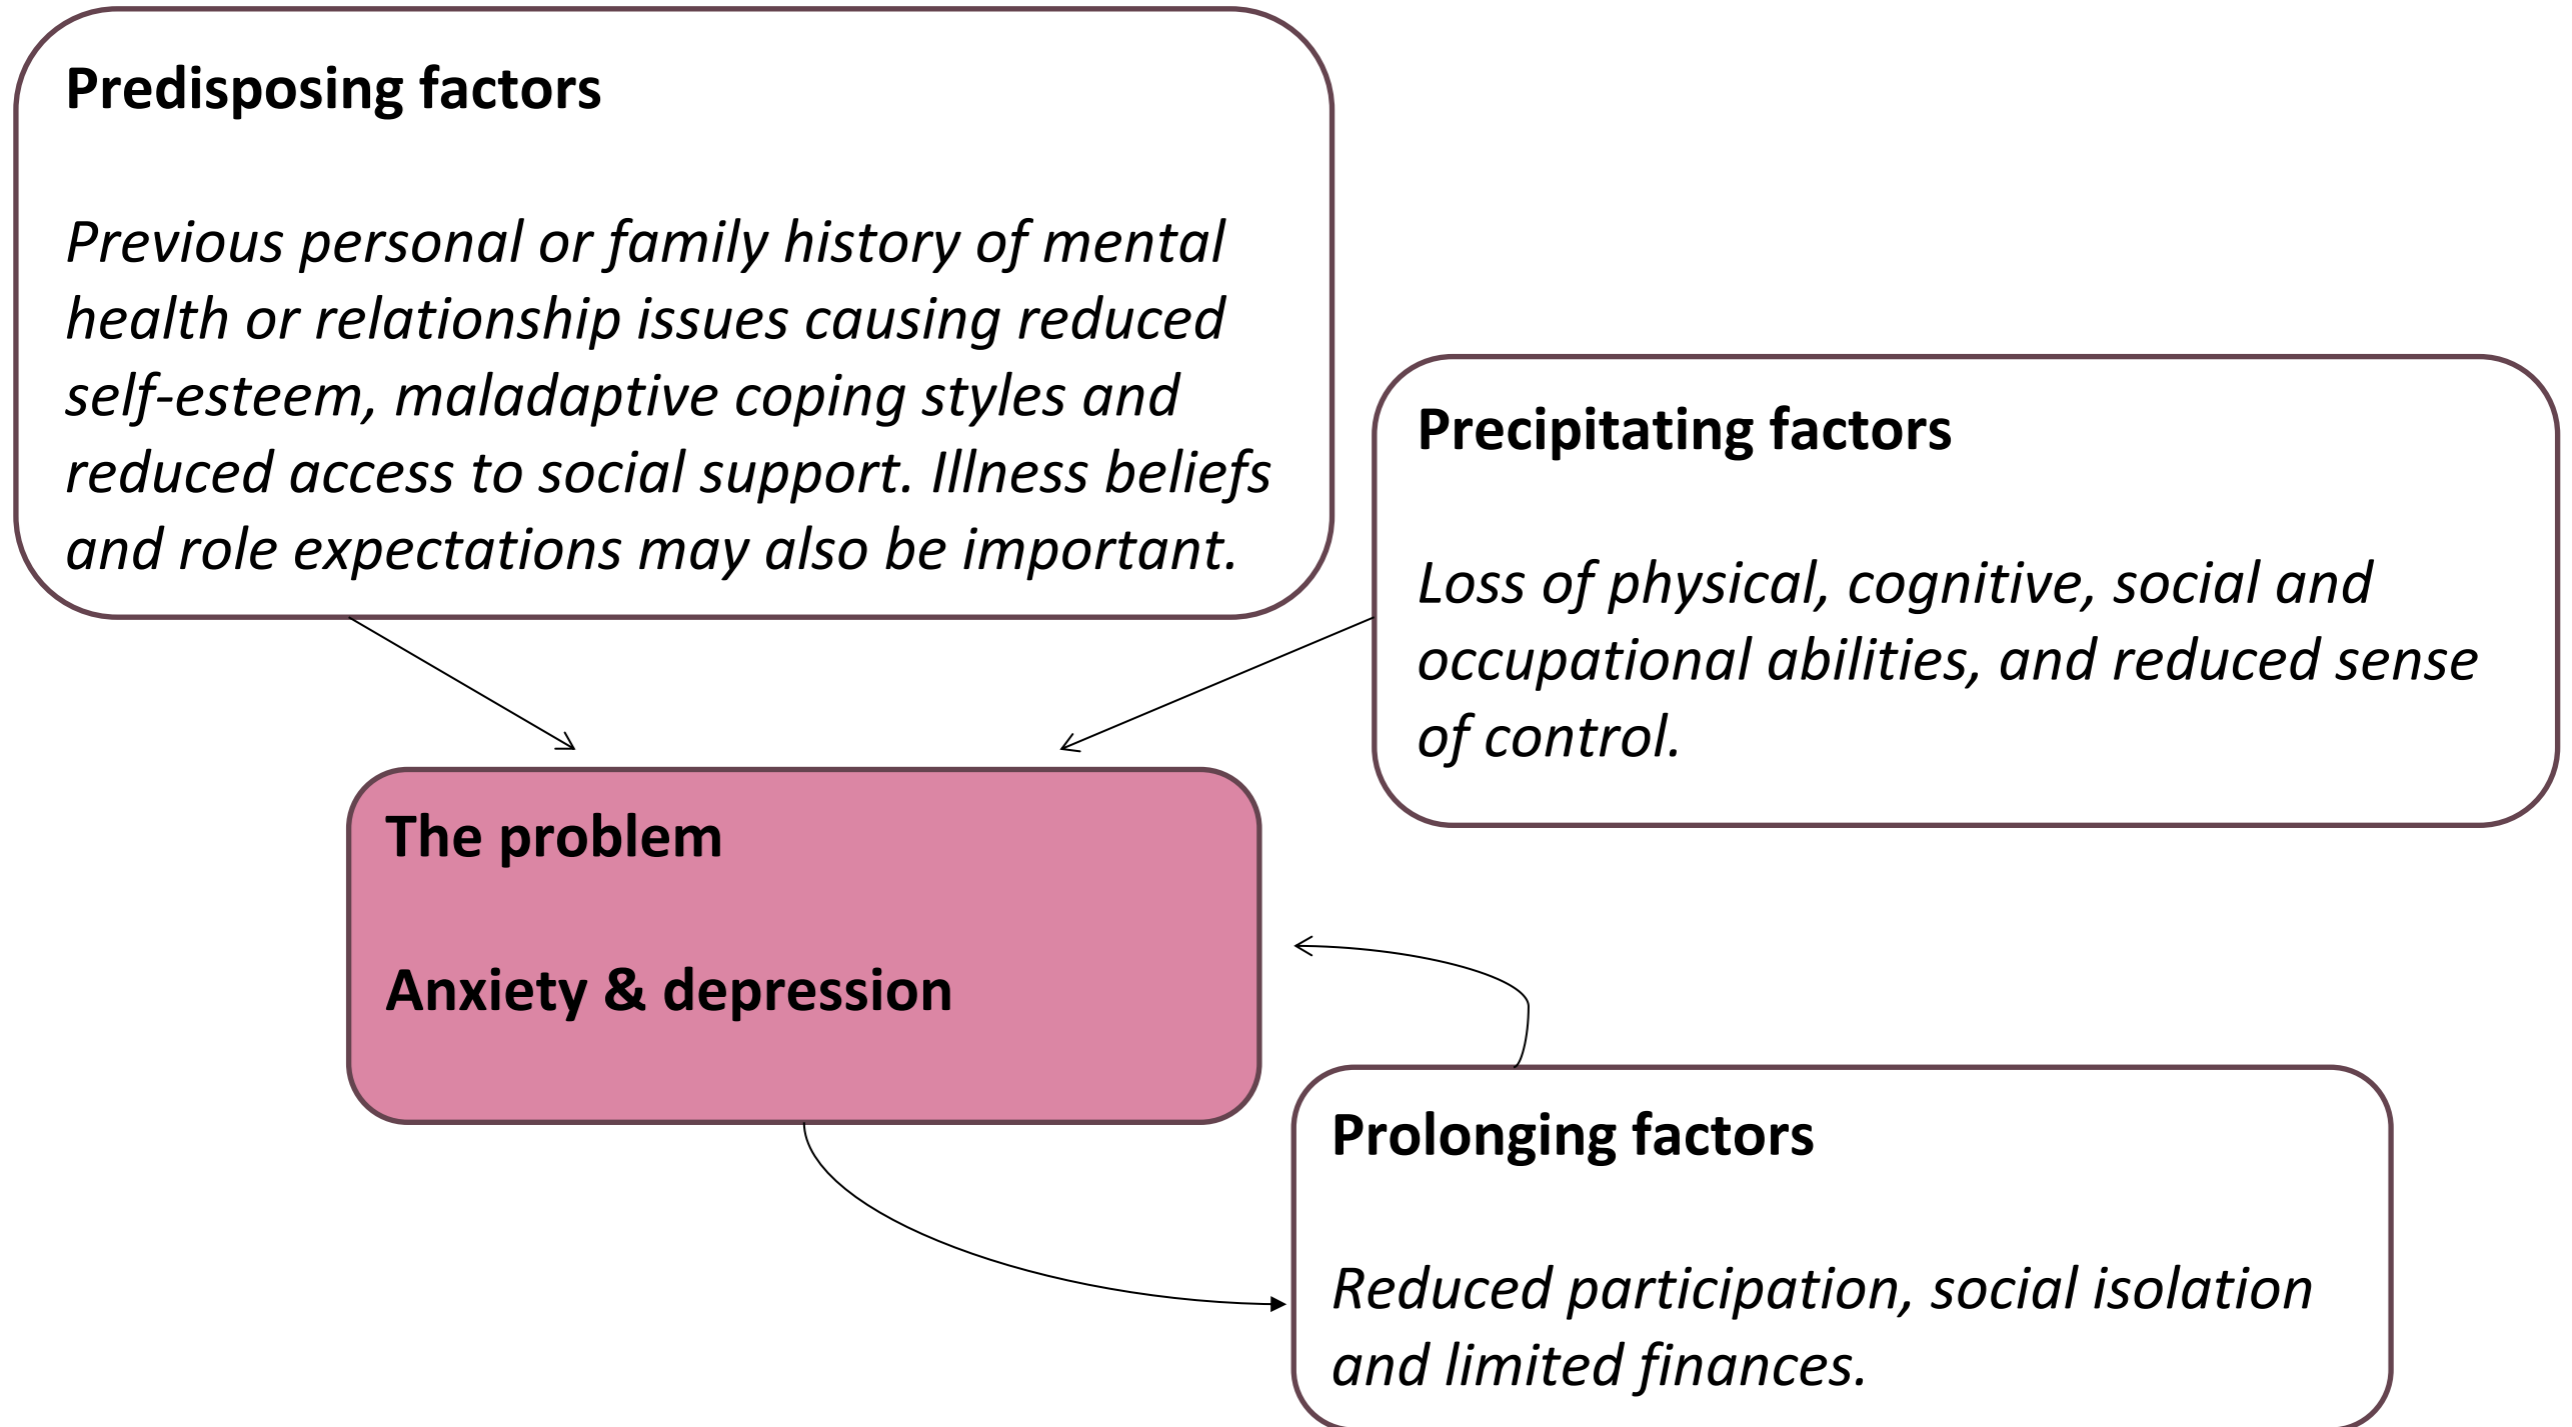 Predisposing factors
Previous personal or family history of mental
health or relationship issues causing reduced
self-esteem, maladaptive coping styles and
reduced access to social support. Illness beliefs
and role expectations may also be important.
Precipitating factors
Loss of physical, cognitive, social and
occupational abilities, and reduced sense
of control.
The problem
Anxiety & depression
Prolonging factors
Reduced participation, social isolation
and limited finances.